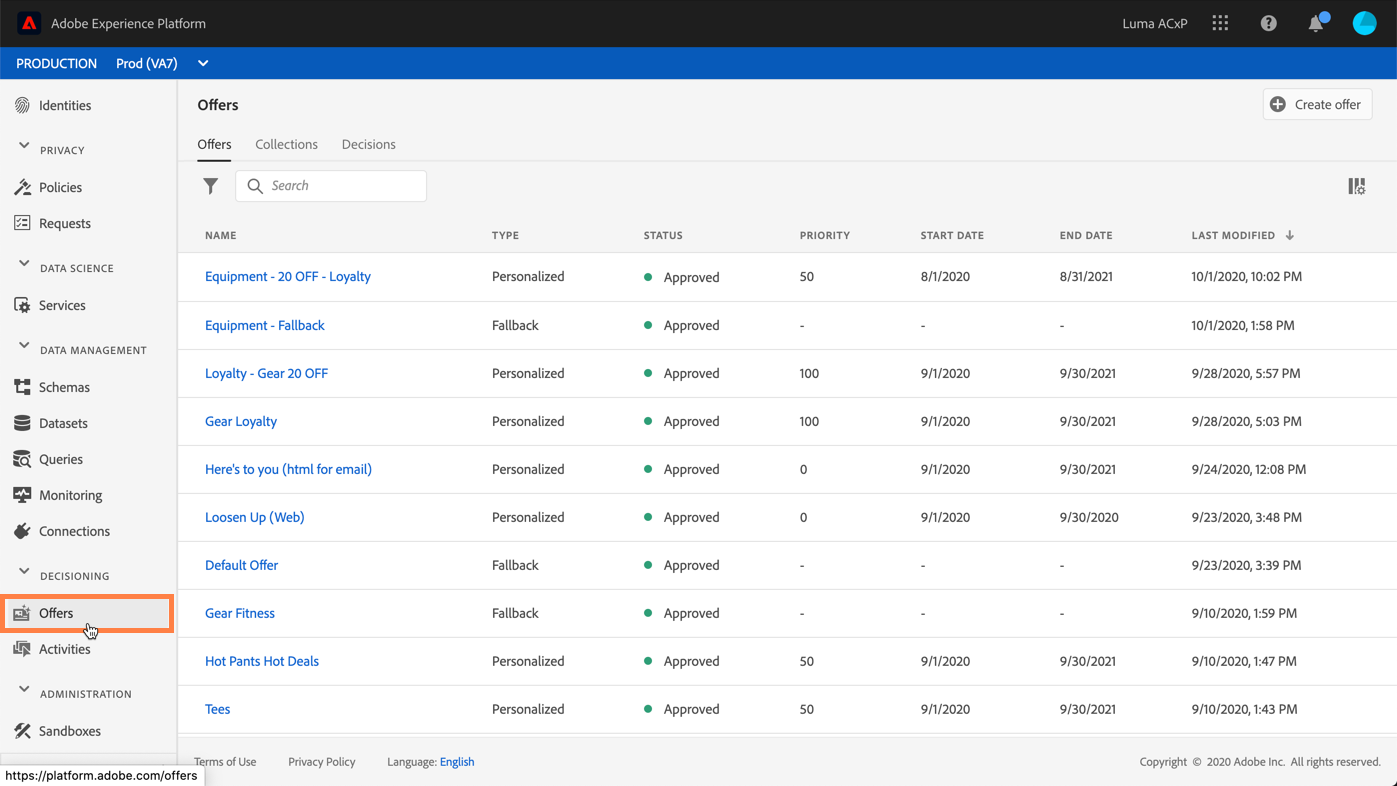 Adobe Experience Platform
Luma ACxP
PRODUCTION Prod (VA7)
Identities
PRIVACY
Policies
Requests
DATA SCIENCE
Services
DATA MANAGEMENT
Schemas
Datasets
Queries
Monitoring
Connections
DECISIONING
Offers
Activities
ADMINISTRATION
Sandboxes
https://platform.adobe.com/offers
Offers
Create offer
Offers Collections Decisions
Search
NAME TYPE STATUS PRIORITY START DATE END DATE LAST MODIFIED
Equipment - 20 OFF - Loyalty Personalized Approved 50 8/1/2020 8/31/2021 10/1/2020, 10:02 PM
Equipment - Fallback Fallback Approved - - - 10/1/2020, 1:58 PM
Loyalty - Gear 20 OFF Personalized Approved 100 9/1/2020 9/30/2021 9/28/2020, 5:57 PM
Gear Loyalty Personalized Approved 100 9/1/2020 9/30/2021 9/28/2020, 5:03 PM
Here's to you (html for email) Personalized Approved 0 9/1/2020 9/30/2021 9/24/2020, 12:08 PM
Loosen Up (Web) Personalized Approved 0 9/1/2020 9/30/2020 9/23/2020, 3:48 PM
Default Offer Fallback Approved - - - 9/23/2020, 3:39 PM
Gear Fitness Fallback Approved - - - 9/10/2020, 1:59 PM
Hot Pants Hot Deals Personalized Approved 50 9/1/2020 9/30/2021 9/10/2020, 1:47 PM
Tees Personalized Approved 50 9/1/2020 9/30/2021 9/10/2020, 1:43 PM
Terms of Use Privacy Policy Language: English Copyright © 2020 Adobe Inc. All rights reserved.